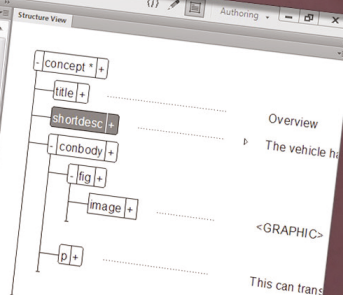 Authoring
Structure View
- concept * +
title + Overview
shortdesc + The vehicle ha
- conbody +
- fig +
image + <GRAPHIC>
p + This can trans